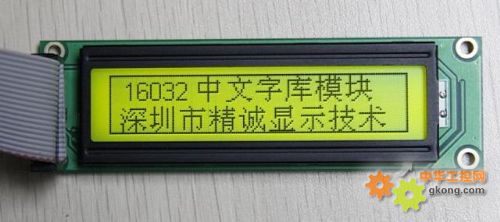 16032 中文字库模块
深圳市精诚显示技术
中华工控网
gkong.com